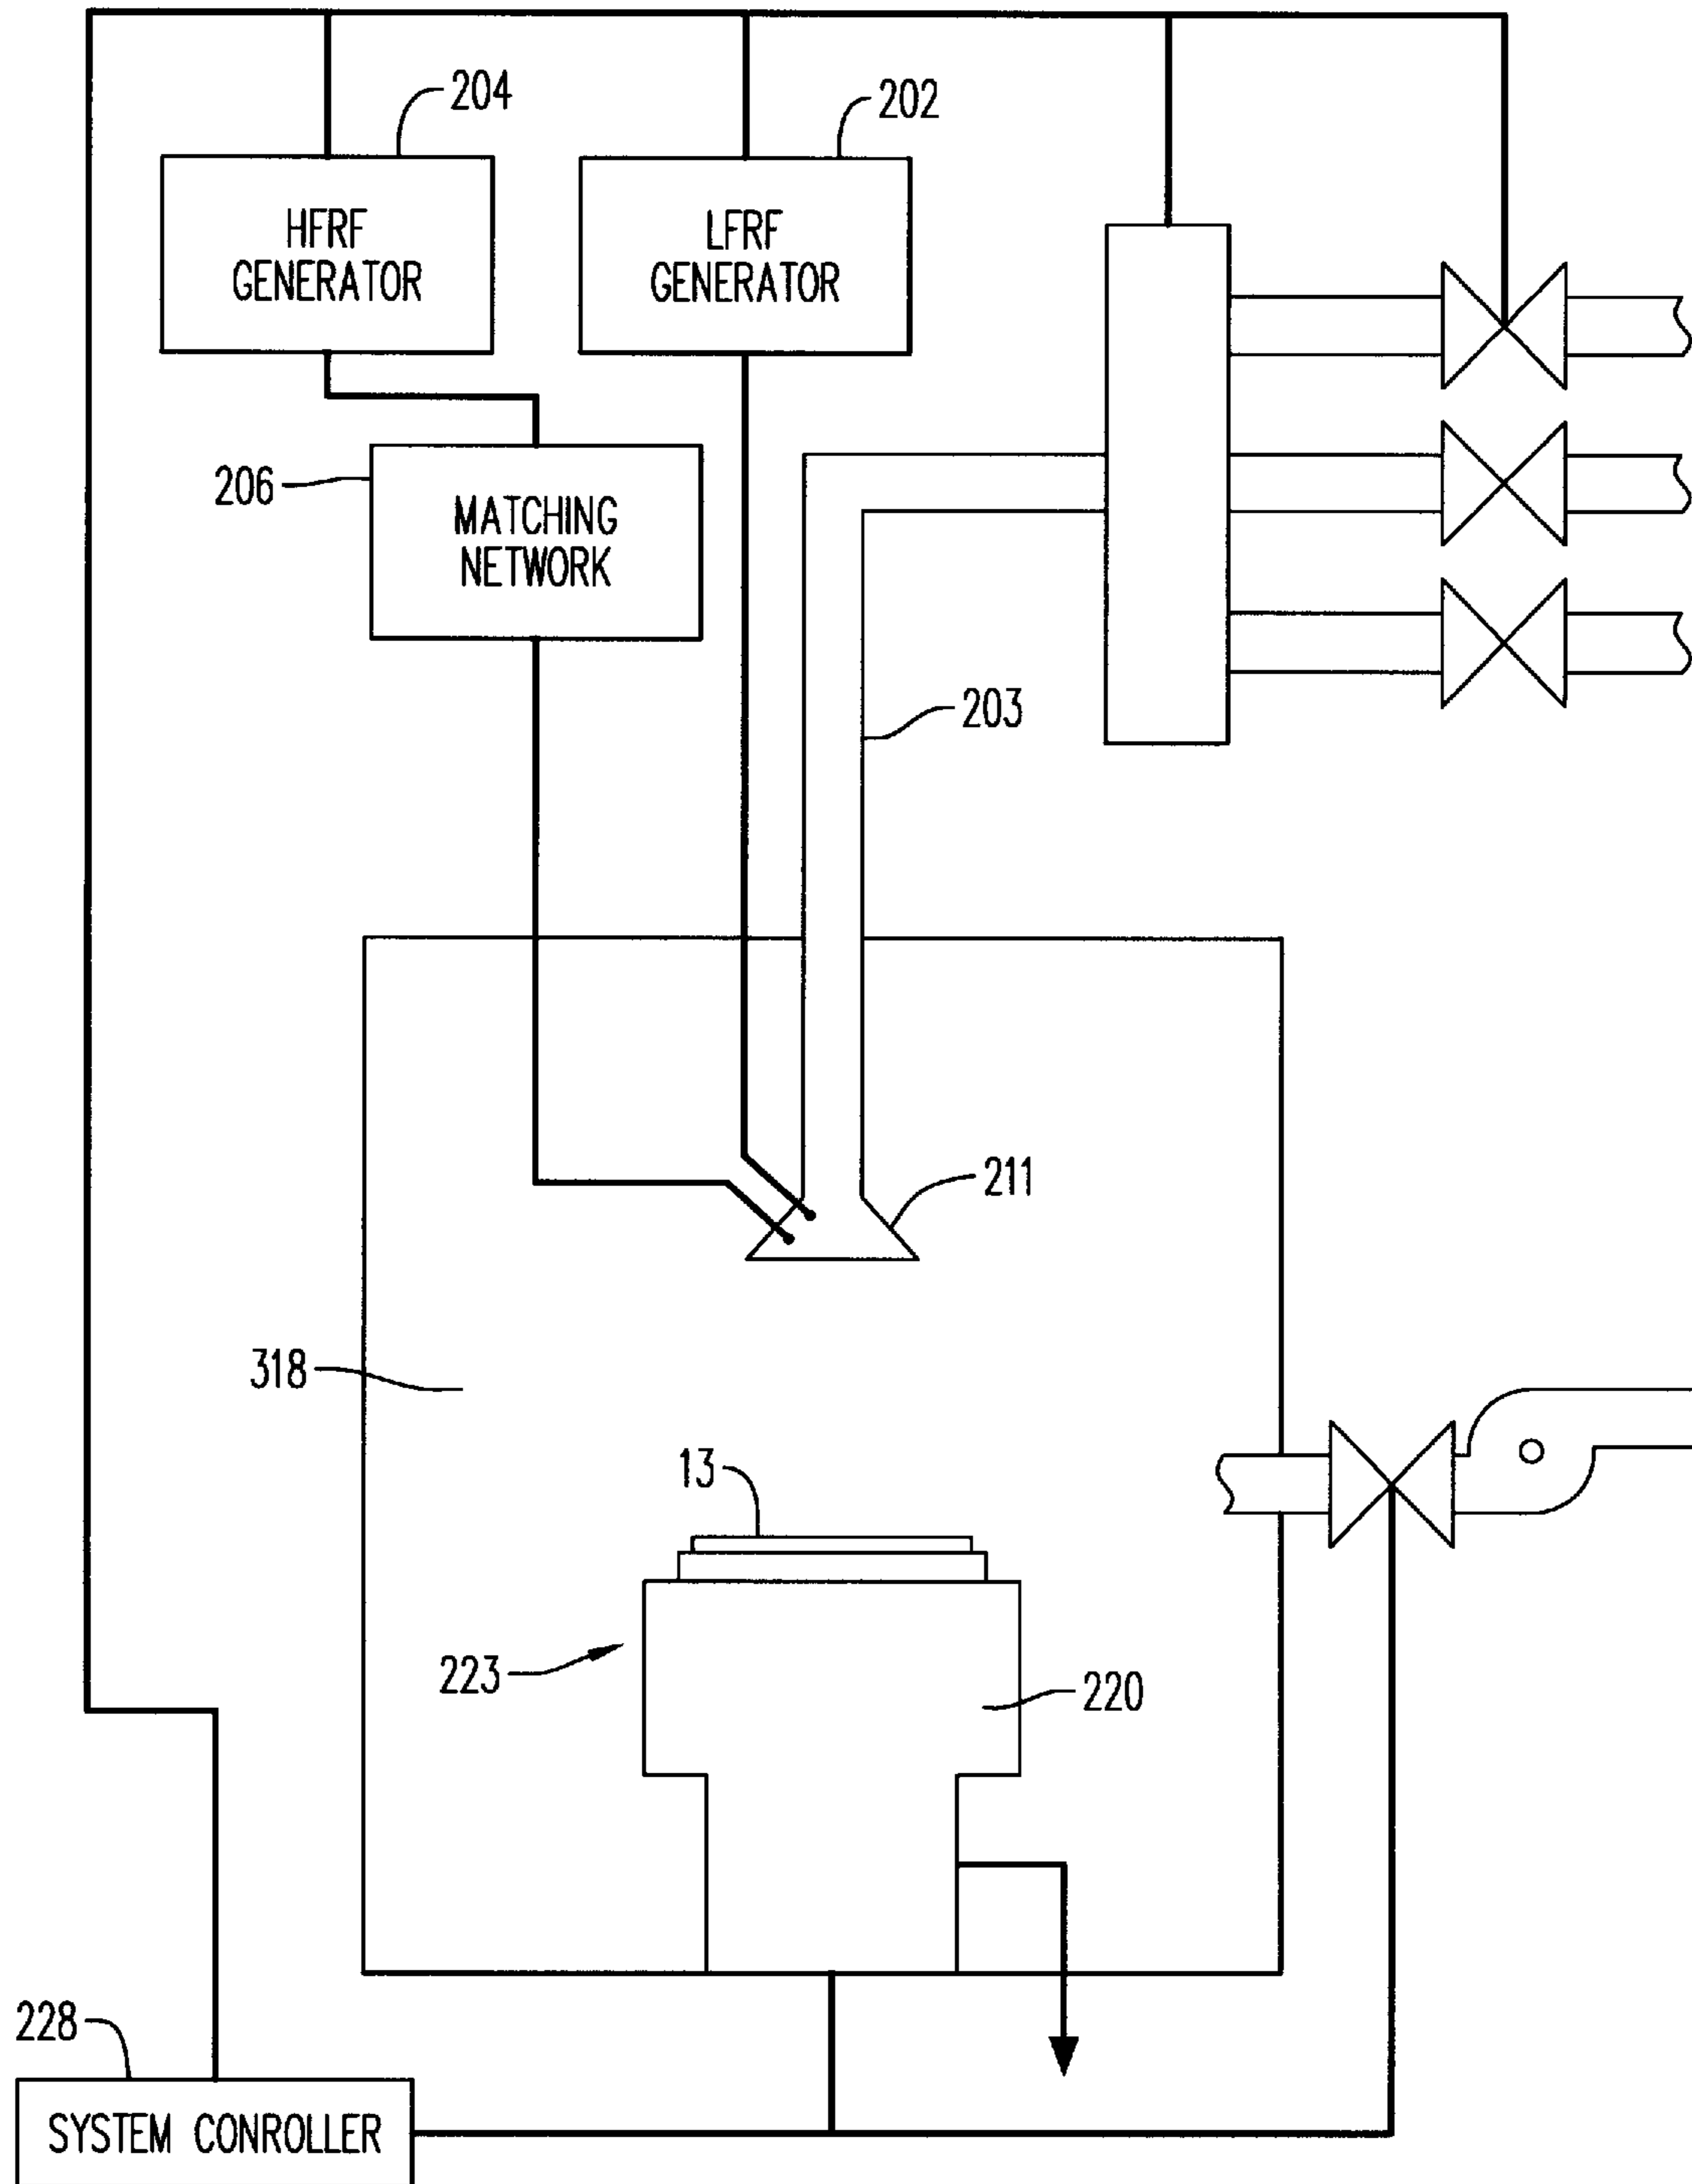 204
202
HFRF
GENERATOR
LFRF
GENERATOR
206
MATCHING
NETWORK
203
211
318
13
223
220
228
SYSTEM CONROLLER